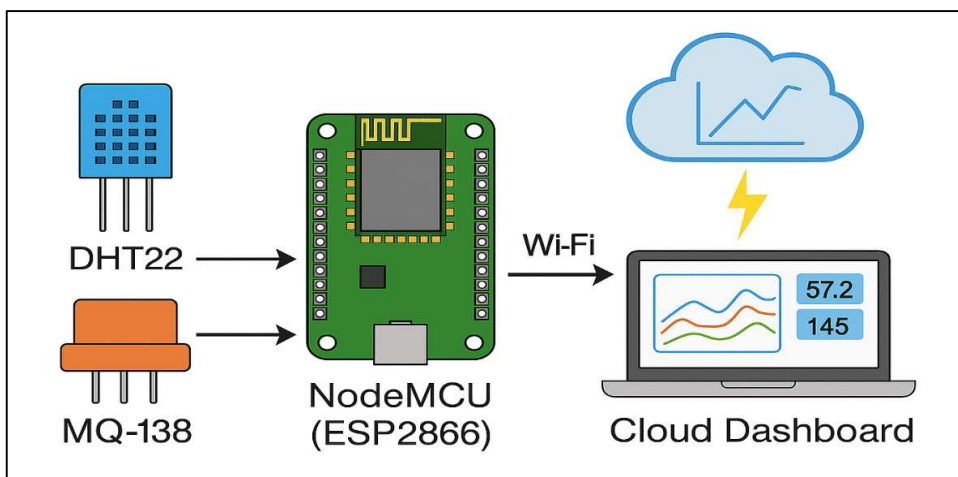 DHT22
MQ-138
NodeMCU
(ESP2866)
Wi-Fi
57.2
145
Cloud Dashboard